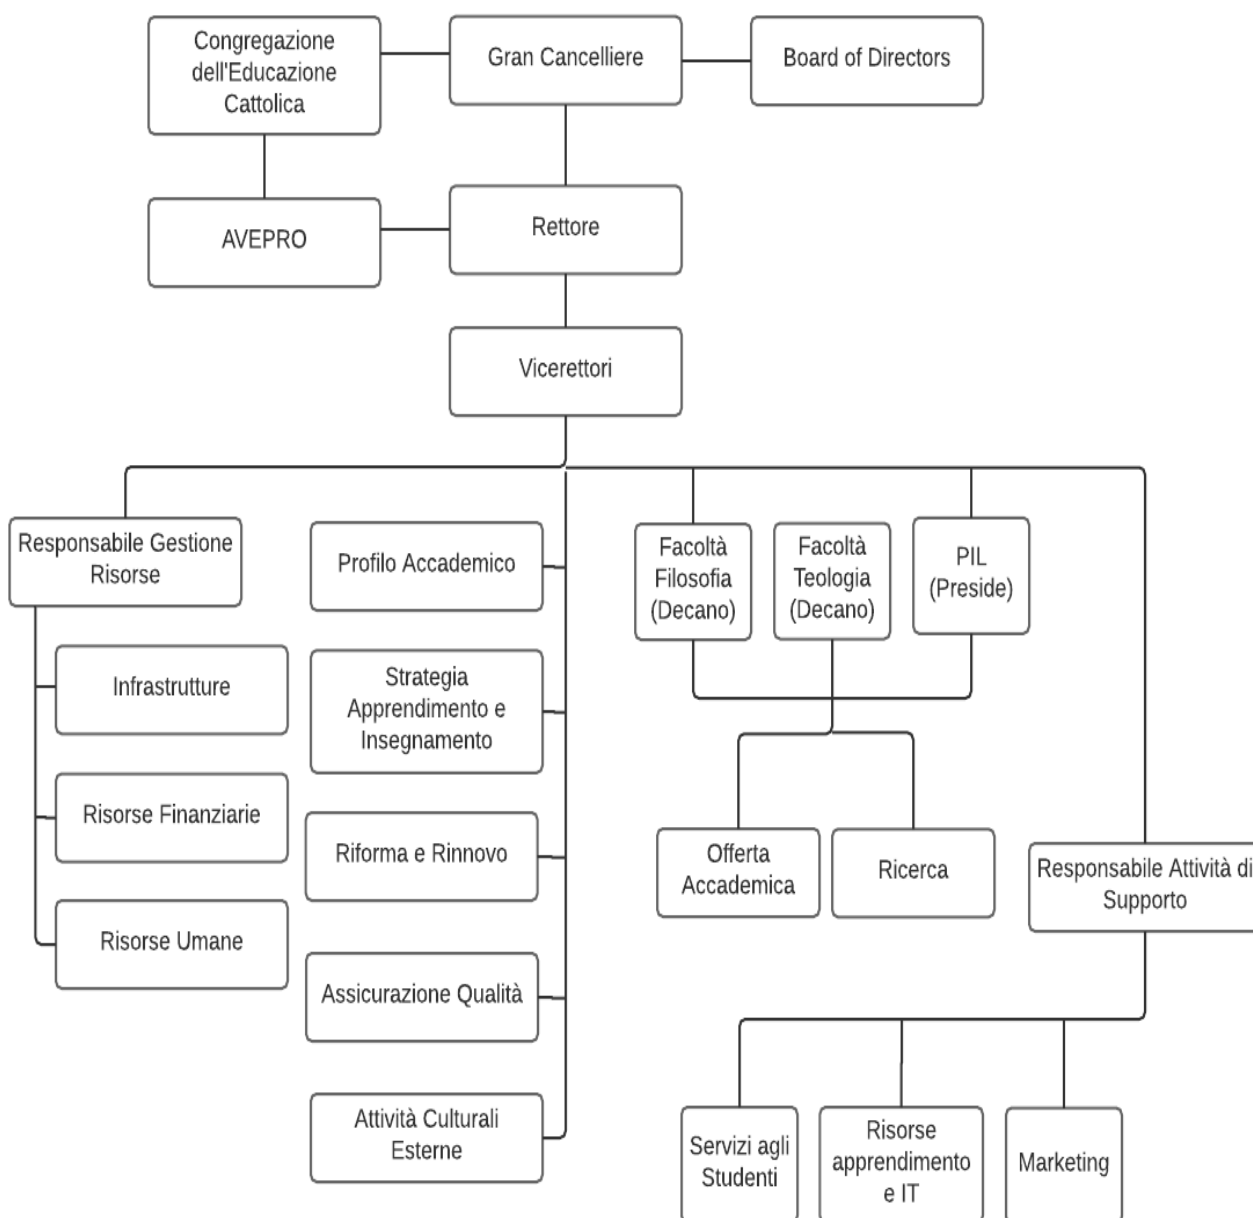 Congregazione
dell'Educazione
Cattolica
Gran Cancelliere
Board of Directors
AVEPRO
Rettore
Vicerettori
Responsabile Gestione
Risorse
Infrastrutture
Risorse Finanziarie
Risorse Umane
Profilo Accademico
Strategia
Apprendimento e
Insegnamento
Riforma e Rinnovo
Assicurazione Qualità
Attività Culturali
Esterne
Facoltà
Filosofia
(Decano)
Facoltà
Teologia
(Decano)
PIL
(Preside)
Offerta
Accademica
Ricerca
Responsabile Attività di
Supporto
Servizi agli
Studenti
Risorse
apprendimento
e IT
Marketing